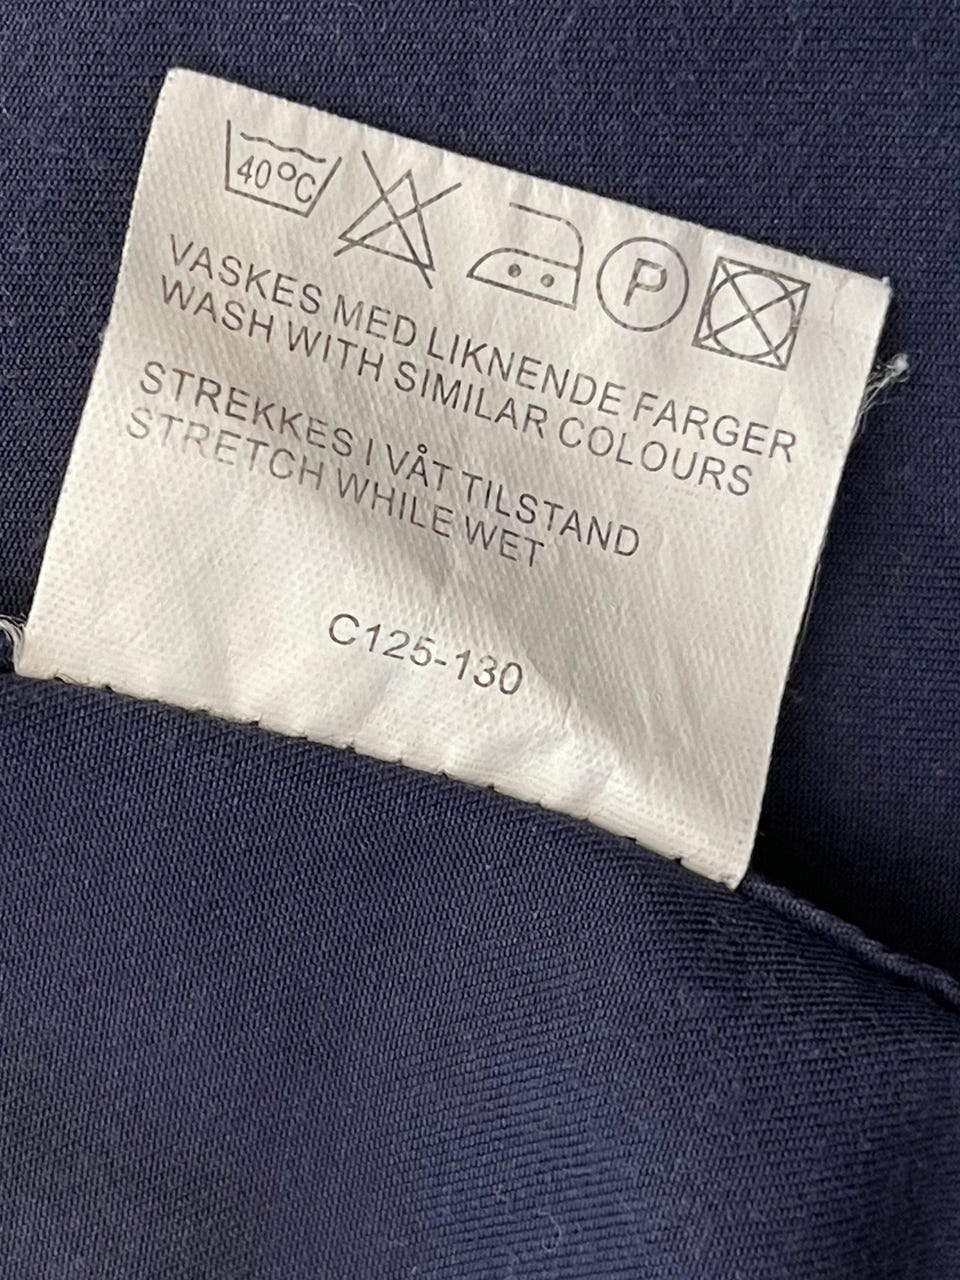 40°C
P
VASKES MED LIKNENDE FARGER
WASH WITH SIMILAR COLOURS
STREKKES I VÅT TILSTAND
STRETCH WHILE WET
C125-130